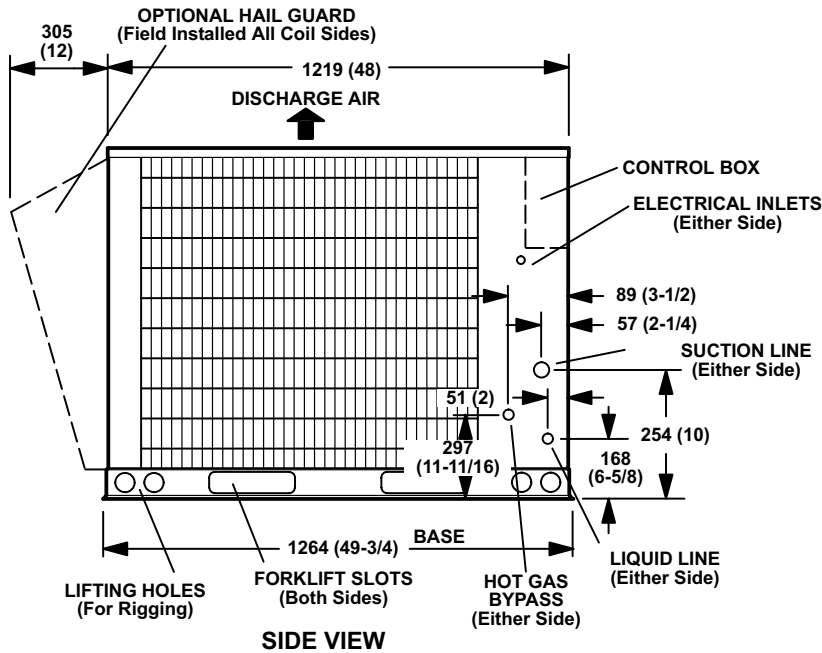 OPTIONAL HAIL GUARD
(Field Installed All Coil Sides)
305
(12)
1219 (48)
DISCHARGE AIR
CONTROL BOX
ELECTRICAL INLETS
(Either Side)
89 (3-1/2)
57 (2-1/4)
SUCTION LINE
(Either Side)
51 (2)
254 (10)
297
(11-11/16)
168
(6-5/8)
BASE
1264 (49-3/4)
LIFTING HOLES
(For Rigging)
FORKLIFT SLOTS
(Both Sides)
HOT GAS
BYPASS
(Either Side)
LIQUID LINE
(Either Side)
SIDE VIEW